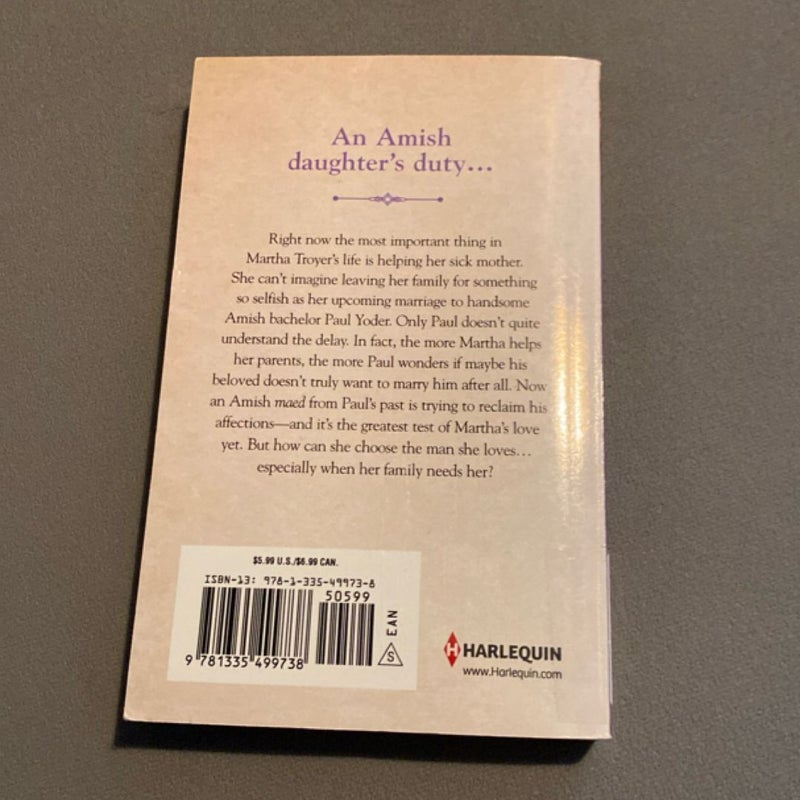 An Amish
daughter's duty...
Right now the most important thing in
Martha Troyer's life is helping her sick mother.
She can't imagine leaving her family for something
so selfish as her upcoming marriage to handsome
Amish bachelor Paul Yoder. Only Paul doesn't quite
understand the delay. In fact, the more Martha helps
her parents, the more Paul wonders if maybe his
beloved doesn't truly want to marry him after all. Now
an Amish maed from Paul's past is trying to reclaim his
affections—and it's the greatest test of Martha's love
yet. But how can she choose the man she loves...
especially when her family needs her?
$5.99 U.S./$6.99 CAN.
ISBN-13: 978-1-335-49973-8
50599
EAN
9 781335 499738
S
H HARLEQUIN
www.Harlequin.com